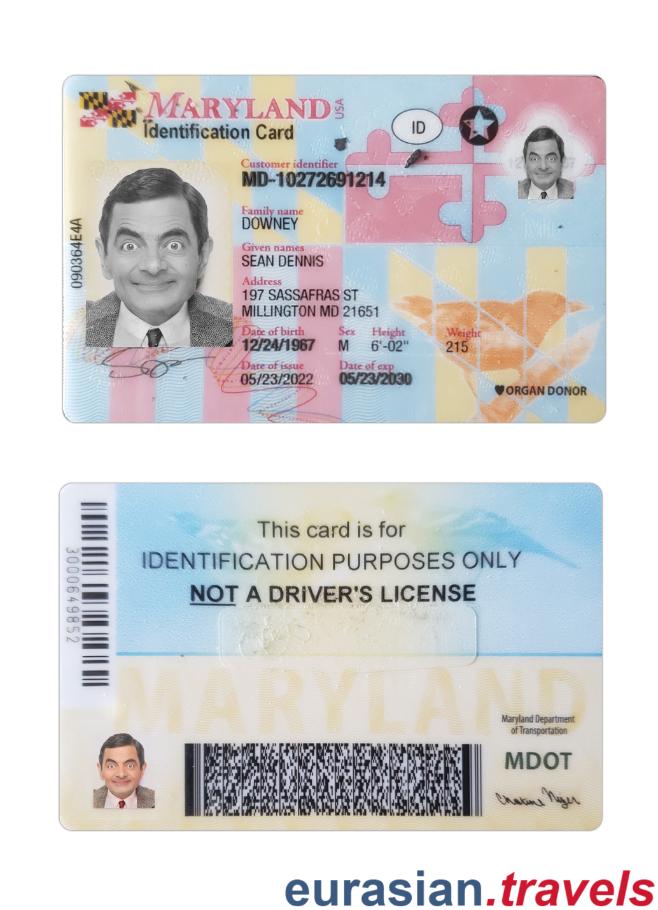 MARYLAND USA
Identification Card
ID
Customer identifier
MD-10272691214
Family name
DOWNEY
Given names
SEAN DENNIS
Address
197 SASSAFRAS ST
MILLINGTON MD 21651
Date of birth Sex Height Weight
12/24/1967 M 6'-02" 215
Date of issue Date of exp
05/23/2022 05/23/2030
ORGAN DONOR
090364E4A
This card is for
IDENTIFICATION PURPOSES ONLY
NOT A DRIVER'S LICENSE
3000649852
MARYLAND
Maryland Department
of Transportation
MDOT
eurasian.travels